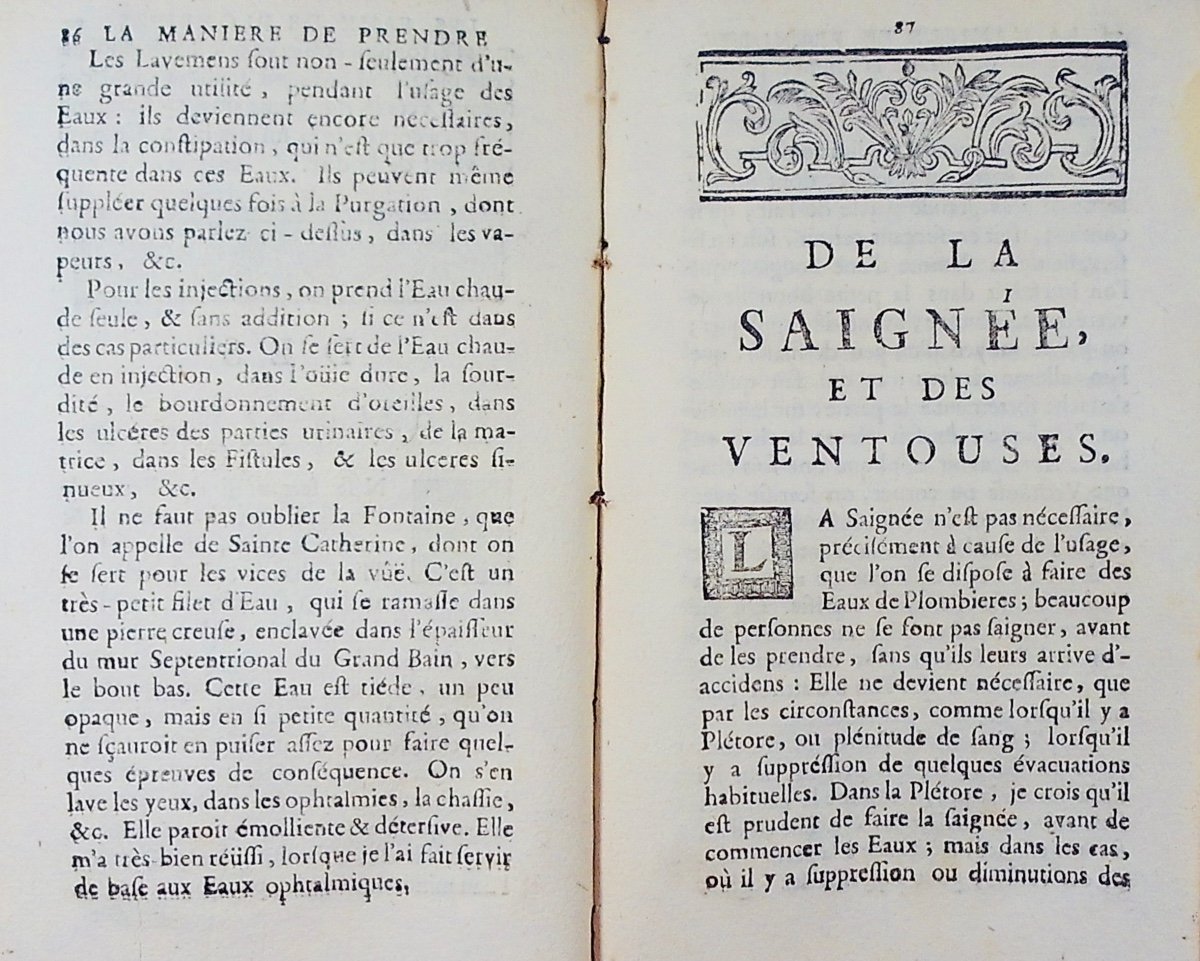 86 LA MANIERE DE PRENDRE
Les Lavemens ſont non-ſeulement d'u-
ne grande utilité, pendant l'uſage des
Eaux : ils deviennent encore neceſſaires,
dans la conſtipation, qui n'eſt que trop fré-
quente dans ces Eaux. Ils peuvent même
ſuppléer quelques fois à la Purgation, dont
nous avons parlez ci-deſſùs, dans les va-
peurs, &c.
Pour les injections, on prend l'Eau chau-
de ſeule, & ſans addition ; ſi ce n'eſt dans
des cas particuliers. On ſe ſert de l'Eau chau-
de en injection, dans l'oüie dure, la ſour-
dité, le bourdonnement d'oreilles, dans
les ulcéres des parties urinaires, de la ma-
trice, dans les Fiſtules, & les ulceres ſi-
nueux, &c.
Il ne faut pas oublier la Fontaine, que
l'on appelle de Sainte Catherine, dont on
ſe ſert pour les vices de la vûë. C'eſt un
très-petit filet d'Eau, qui ſe ramaſſe dans
une pierre creuſe, enclavée dans l'épaiſſeur
du mur Septentrional du Grand Bain, vers
le bout bas. Cette Eau eſt tiéde, un peu
opaque, mais en ſi petite quantité, qu'on
ne ſçauroit en puiſer aſſez pour faire quel-
ques épreuves de conſéquence. On s'en
lave les yeux, dans les ophtalmies, la chaſſie,
&c. Elle paroit émolliente & déterſive. Elle
m'a très-bien réüſſi, lorſque je l'ai fait ſervir
de baſe aux Eaux ophtalmiques,
87
DE LA
SAIGNÉE,
ET DES
VENTOUSES.
LA Saignée n'eſt pas néceſſaire,
préciſément à cauſe de l'uſage,
que l'on ſe diſpoſe à faire des
Eaux de Plombieres ; beaucoup
de perſonnes ne ſe font pas ſaigner, avant
de les prendre, ſans qu'ils leurs arrive d'-
accidens : Elle ne devient néceſſaire, que
par les circonſtances, comme lorſqu'il y a
Plétore, ou plénitude de ſang ; lorſqu'il
y a ſuppréſſion de quelques évacuations
habituelles. Dans la Plétore, je crois qu'il
eſt prudent de faire la ſaignée, avant de
commencer les Eaux ; mais dans les cas,
où il y a ſuppreſſion ou diminutions des